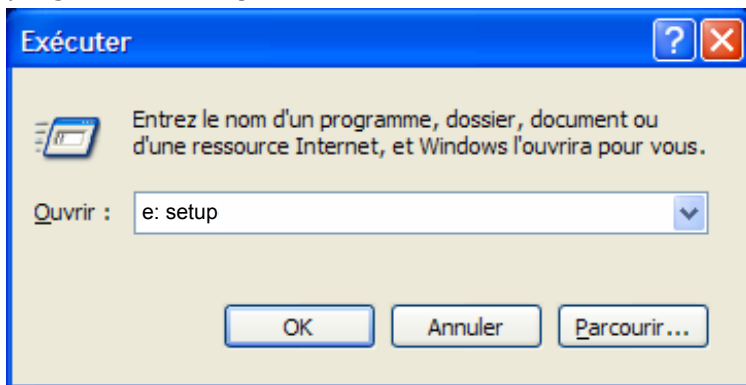 Exécuter
Entrez le nom d'un programme, dossier, document ou
d'une ressource Internet, et Windows l'ouvrira pour vous.
Ouvrir : e: setup
OK Annuler Parcourir...